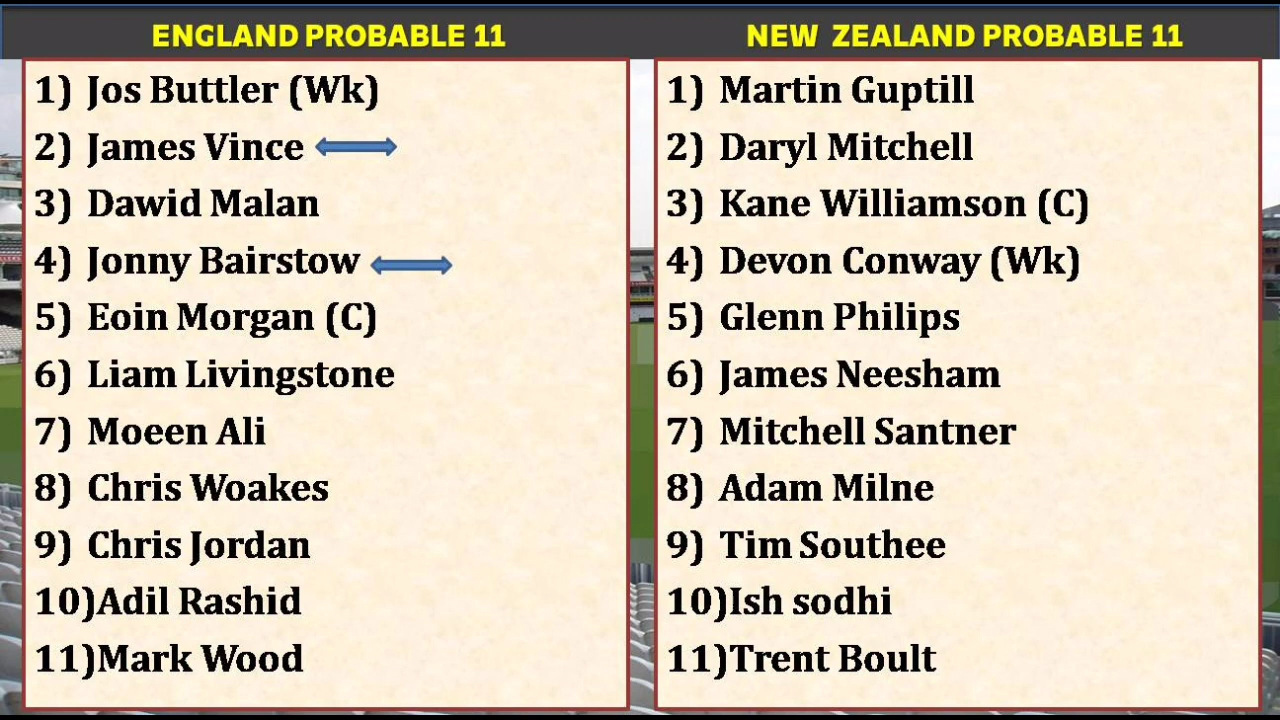 ENGLAND PROBABLE 11
1) Jos Buttler (Wk)
2) James Vince
3) Dawid Malan
4) Jonny Bairstow
5) Eoin Morgan (C)
6) Liam Livingstone
7) Moeen Ali
8) Chris Woakes
9) Chris Jordan
10)Adil Rashid
11)Mark Wood
NEW ZEALAND PROBABLE 11
1) Martin Guptill
2) Daryl Mitchell
3) Kane Williamson (C)
4) Devon Conway (Wk)
5) Glenn Philips
6) James Neesham
7) Mitchell Santner
8) Adam Milne
9) Tim Southee
10)Ish sodhi
11)Trent Boult